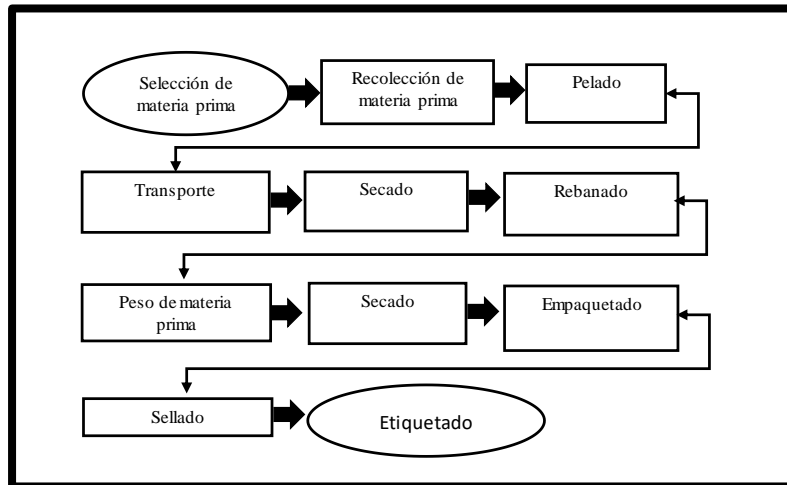 Selección de
materia prima
Recolección de
materia prima
Pelado
Transporte
Secado
Rebanado
Peso de materia
prima
Secado
Empaquetado
Sellado
Etiquetado